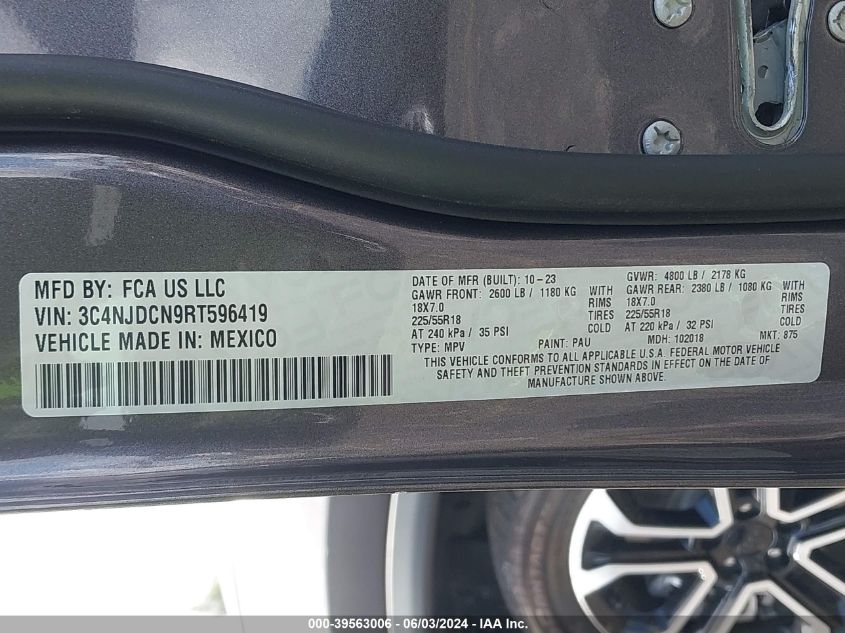 MFD BY: FCA US LLC
VIN: 3C4NJDCN9RT596419
VEHICLE MADE IN: MEXICO
DATE OF MFR (BUILT): 10-23
GAWR FRONT: 2600 LB / 1180 KG WITH
18X7.0 RIMS
225/55R18 TIRES
AT 240 kPa / 35 PSI COLD
TYPE: MPV PAINT: PAU
GVWR: 4800 LB / 2178 KG
GAWR REAR: 2380 LB / 1080 KG WITH
18X7.0 RIMS
225/55R18 TIRES
AT 220 kPa / 32 PSI COLD
MDH: 102018 MKT: 875
THIS VEHICLE CONFORMS TO ALL APPLICABLE U.S.A. FEDERAL MOTOR VEHICLE
SAFETY AND THEFT PREVENTION STANDARDS IN EFFECT ON THE DATE OF
MANUFACTURE SHOWN ABOVE.
000-39563006 - 06/03/2024 - IAA Inc.